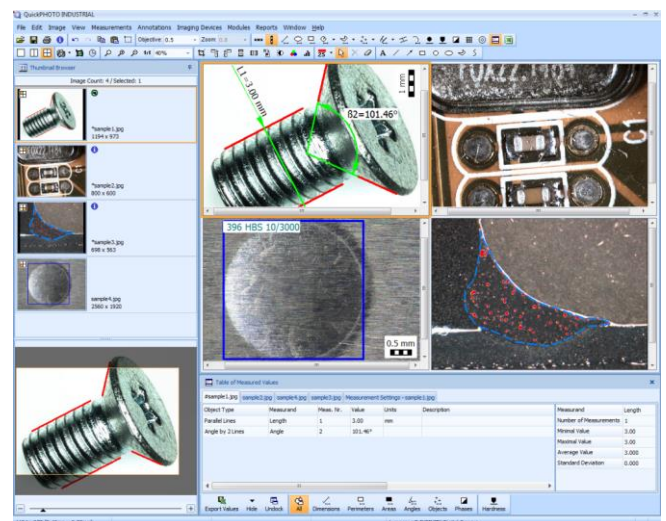 QuickPHOTO INDUSTRIAL
File Edit Image View Measurements Annotations Imaging Devices Modules Reports Window Help
Objective: 0.5 Zoom
1:1 40%
Thumbnail Browser
Image Count: 4 / Selected: 1
*sample1.jpg
1194 x 973
*sample2.jpg
800 x 600
*sample3.jpg
698 x 563
sample4.jpg
2560 x 1920
L1=3.00 mm
ß2=101.46°
1 mm
C1
396 HBS 10/3000
0.5 mm
Table of Measured Values
#sample1.jpg sample2.jpg sample4.jpg sample3.jpg Measurement Settings - sample1.jpg
Object Type Measurand Meas. Nr. Value Units Description
Parallel Lines Length 1 3.00 mm
Angle by 2 Lines Angle 2 101.46°
Measurand Length
Number of Measurements 1
Minimal Value 3.00
Maximal Value 3.00
Average Value 3.000
Standard Deviation 0.000
Export Values Hide Undock All Dimensions Perimeters Areas Angles Objects Phases Hardness